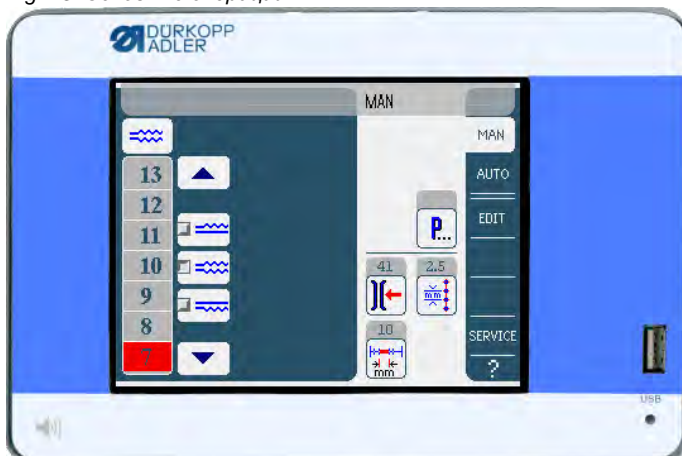 DÜRKOPP
ADLER
MAN
MAN
13
AUTO
12
11
EDIT
P...
10
41
2.5
9
mm
8
10
SERVICE
7
mm
?
USB